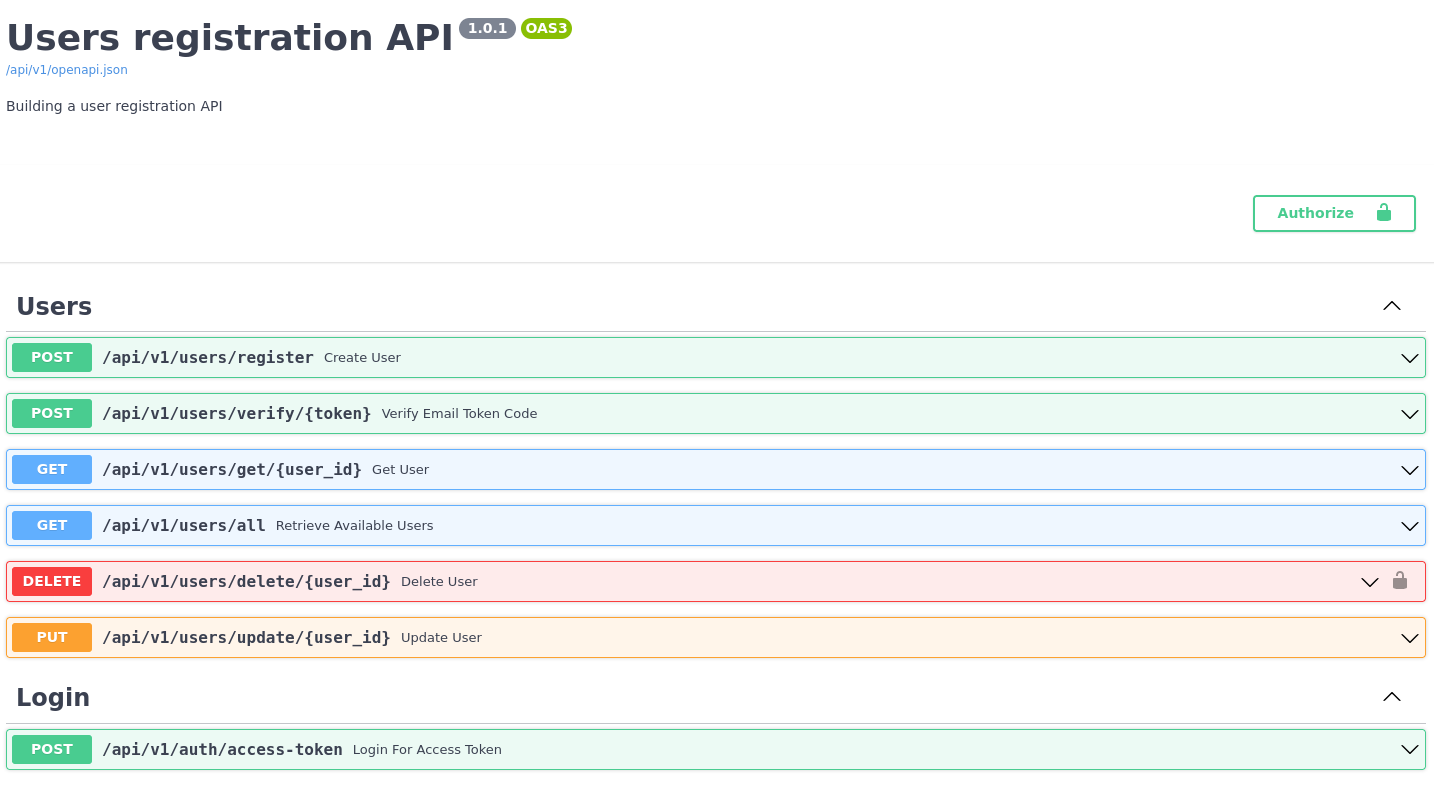 Users registration API 1.0.1 OAS3
/api/v1/openapi.json
Building a user registration API
Authorize
Users
POST /api/v1/users/register Create User
POST /api/v1/users/verify/{token} Verify Email Token Code
GET /api/v1/users/get/{user_id} Get User
GET /api/v1/users/all Retrieve Available Users
DELETE /api/v1/users/delete/{user_id} Delete User
PUT /api/v1/users/update/{user_id} Update User
Login
POST /api/v1/auth/access-token Login For Access Token